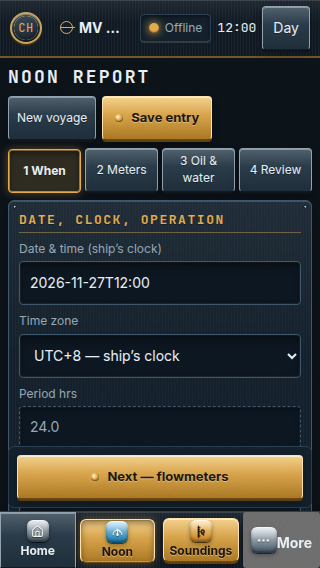 CH
MV ...
Offline
12:00
Day
NOON REPORT
New voyage
Save entry
1 When
2 Meters
3 Oil &
water
4 Review
DATE, CLOCK, OPERATION
Date & time (ship's clock)
2026-11-27T12:00
Time zone
UTC+8 — ship's clock
Period hrs
24.0
Next — flowmeters
Home
Noon
Soundings
More